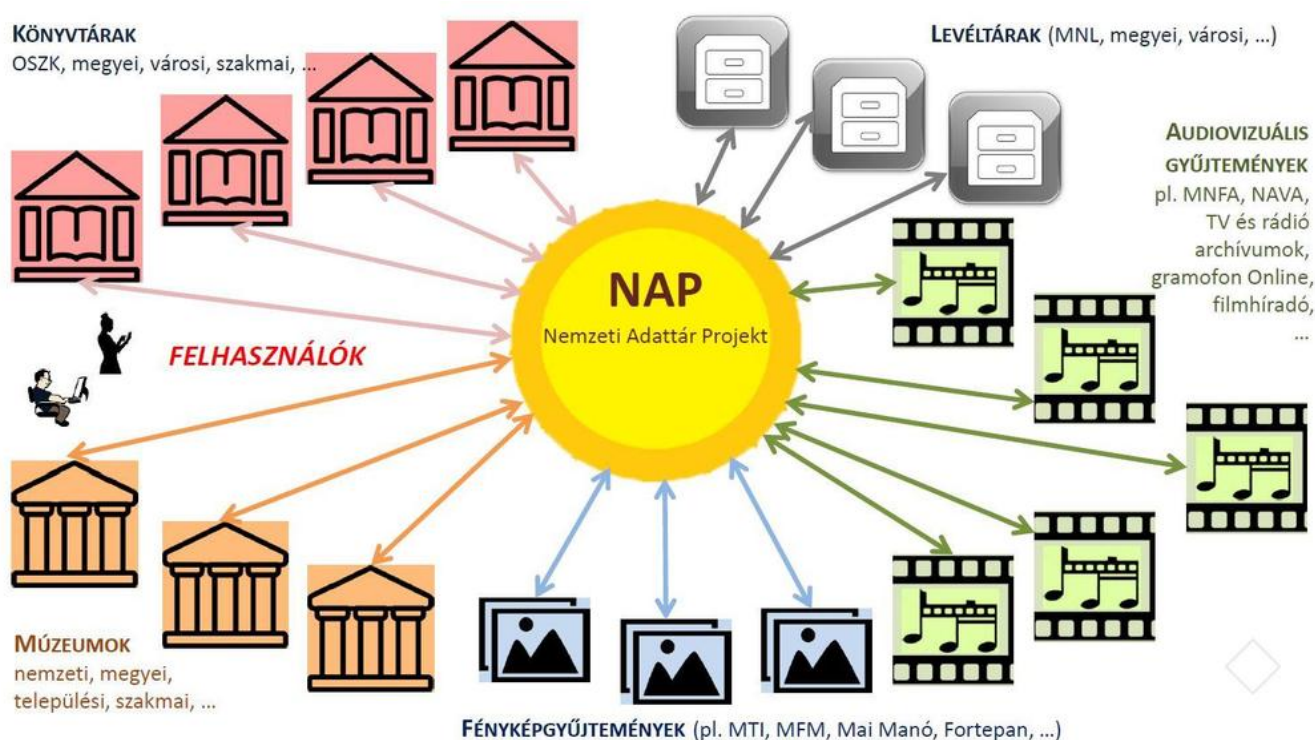 KÖNYVTÁRAK
OSZK, megyei, városi, szakmai, ...
LEVÉLTÁRAK (MNL, megyei, városi, ...)
AUDIOVIZUÁLIS
GYŰJTEMÉNYEK
pl. MNFA, NAVA,
TV és rádió
archívumok,
gramofon Online,
filmhíradó,
...
NAP
Nemzeti Adattár Projekt
FELHASZNÁLÓK
MÚZEUMOK
nemzeti, megyei,
települési, szakmai, ...
FÉNYKÉPGYŰJTEMÉNYEK (pl. MTI, MFM, Mai Manó, Fortepan, ...)